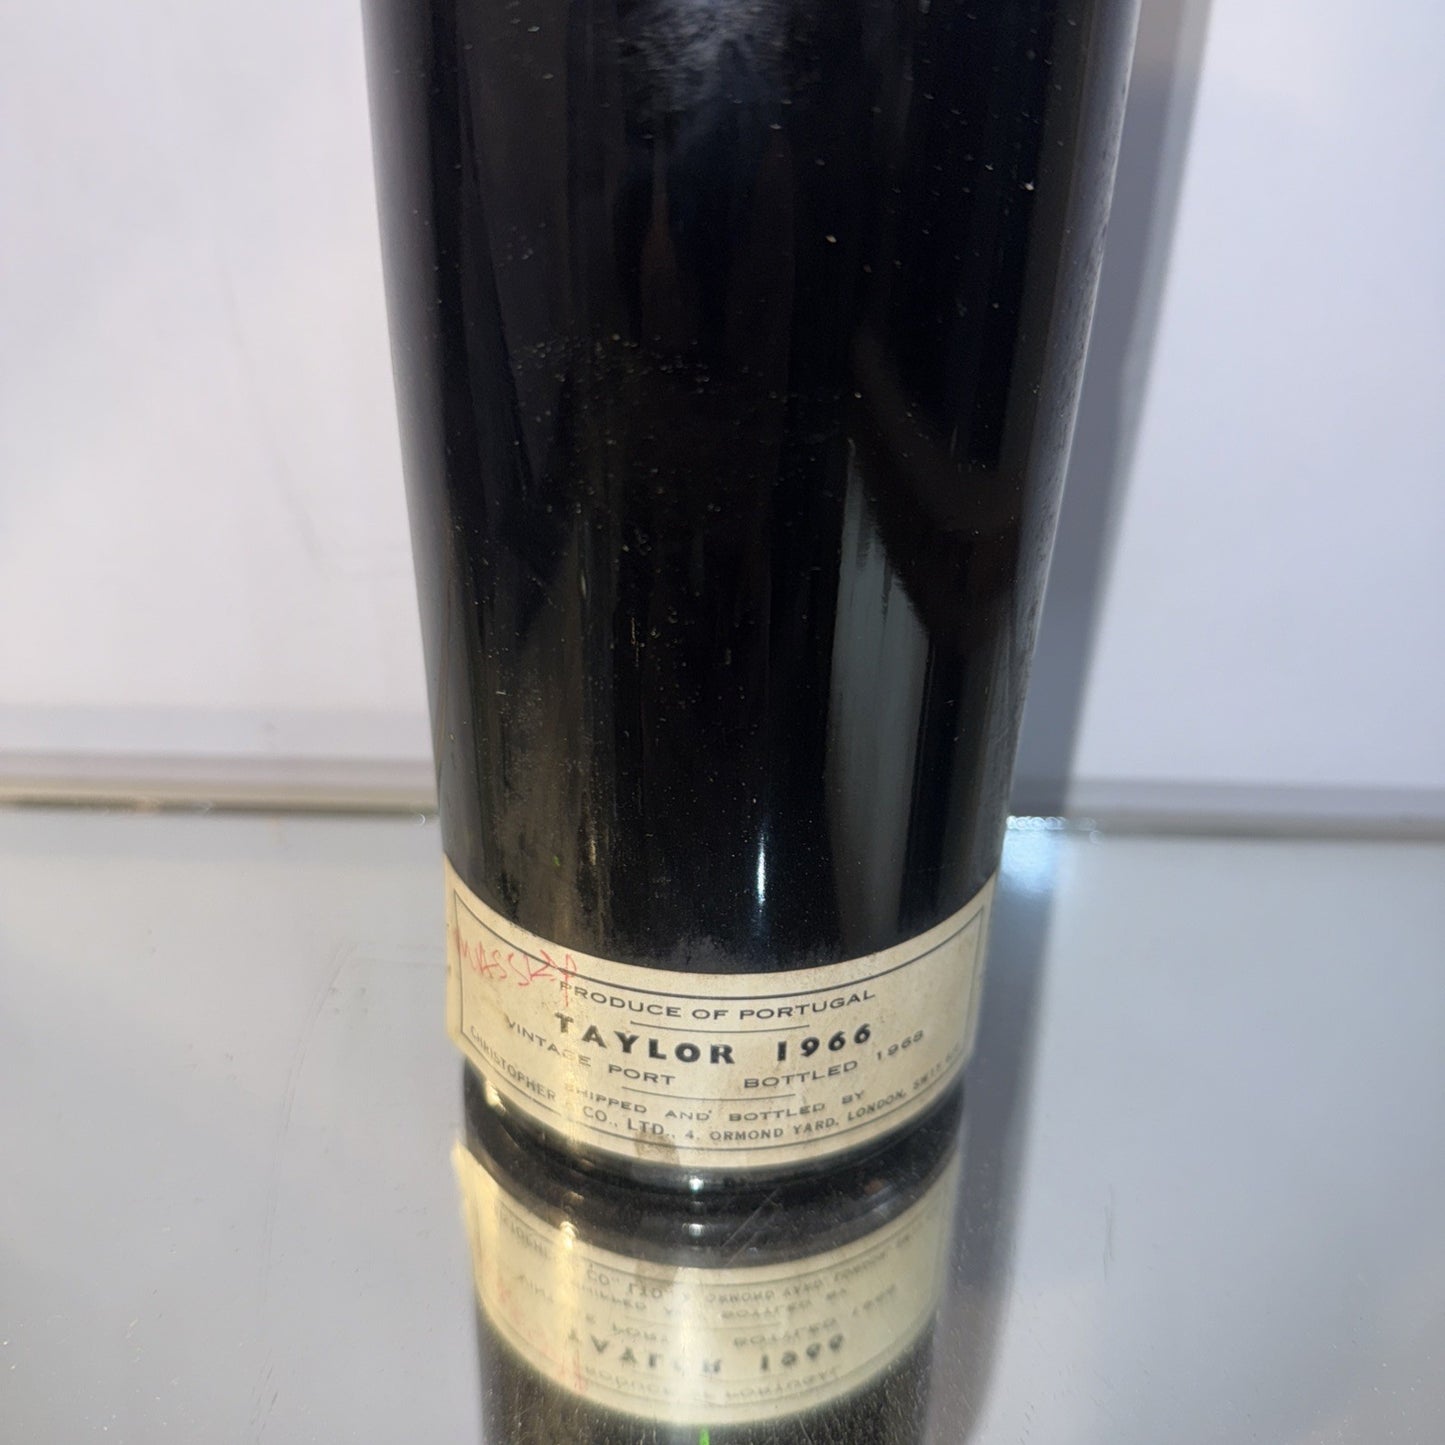 PRODUCE OF PORTUGAL
TAYLOR 1966
VINTAGE PORT BOTTLED 1968
SHIPPED AND BOTTLED BY
CHRISTOPHER & CO., LTD., 4, ORMOND YARD, LONDON,